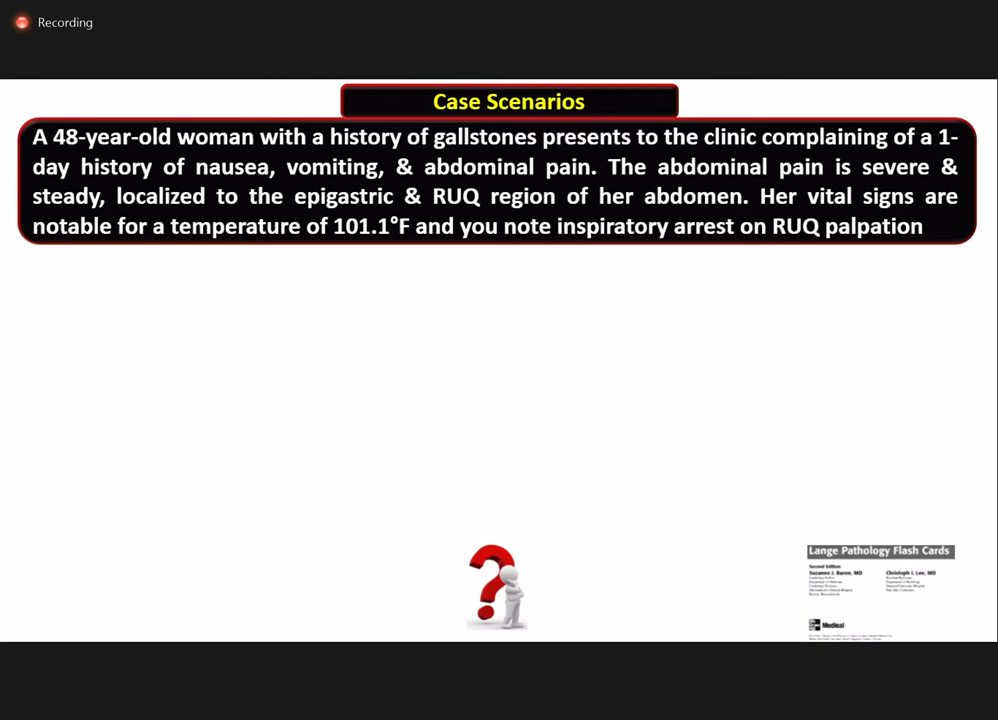 Recording
Case Scenarios
A 48-year-old woman with a history of gallstones presents to the clinic complaining of a 1-
day history of nausea, vomiting, & abdominal pain. The abdominal pain is severe &
steady, localized to the epigastric & RUQ region of her abdomen. Her vital signs are
notable for a temperature of 101.1°F and you note inspiratory arrest on RUQ palpation
Lange Pathology Flash Cards
Second Edition
Suzanne J. Baron, MD
Christoph I. Lee, MD
Medical